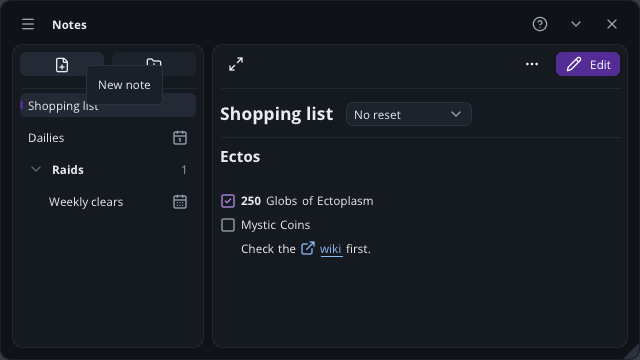 Notes
New note
Edit
Shopping list
Dailies
Raids 1
Weekly clears
Shopping list No reset
Ectos
250 Globs of Ectoplasm
Mystic Coins
Check the wiki first.